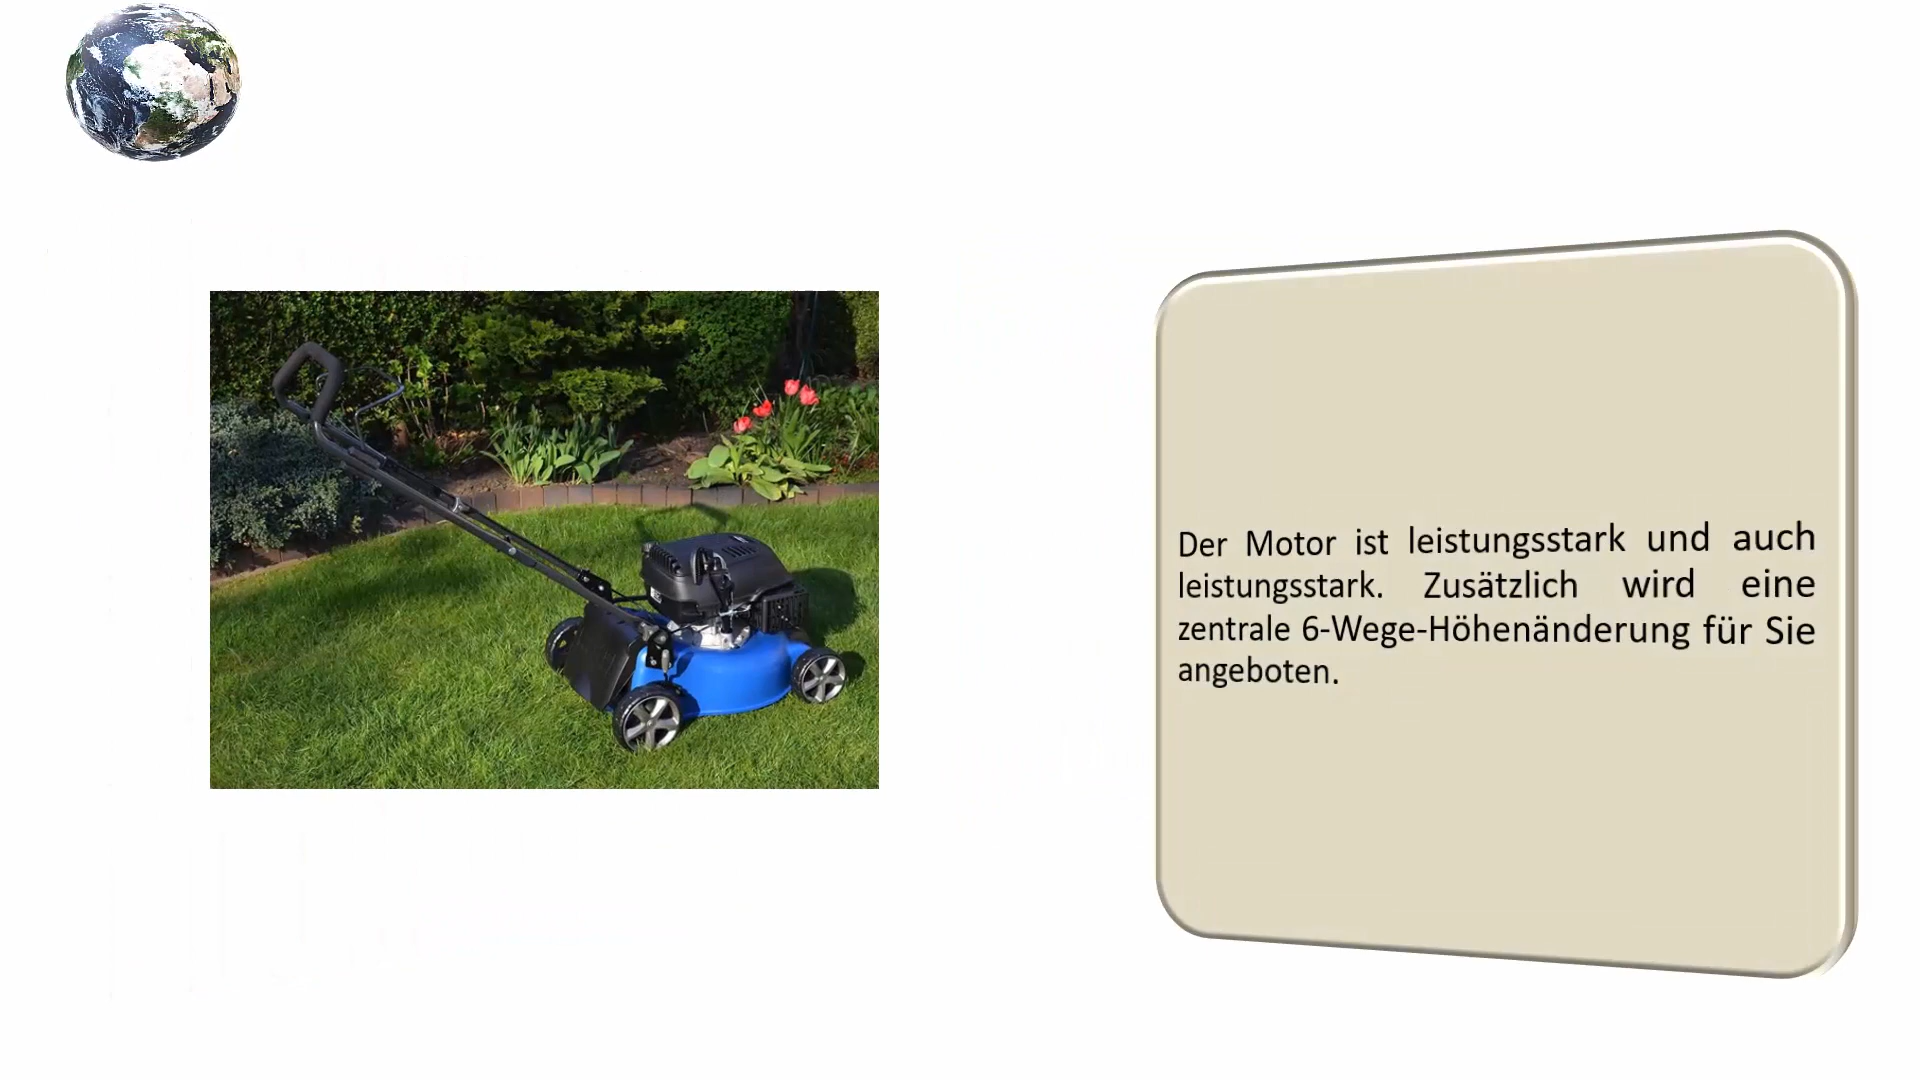 Der Motor ist leistungsstark und auch
leistungsstark. Zusätzlich wird eine
zentrale 6-Wege-Höhenänderung für Sie
angeboten.